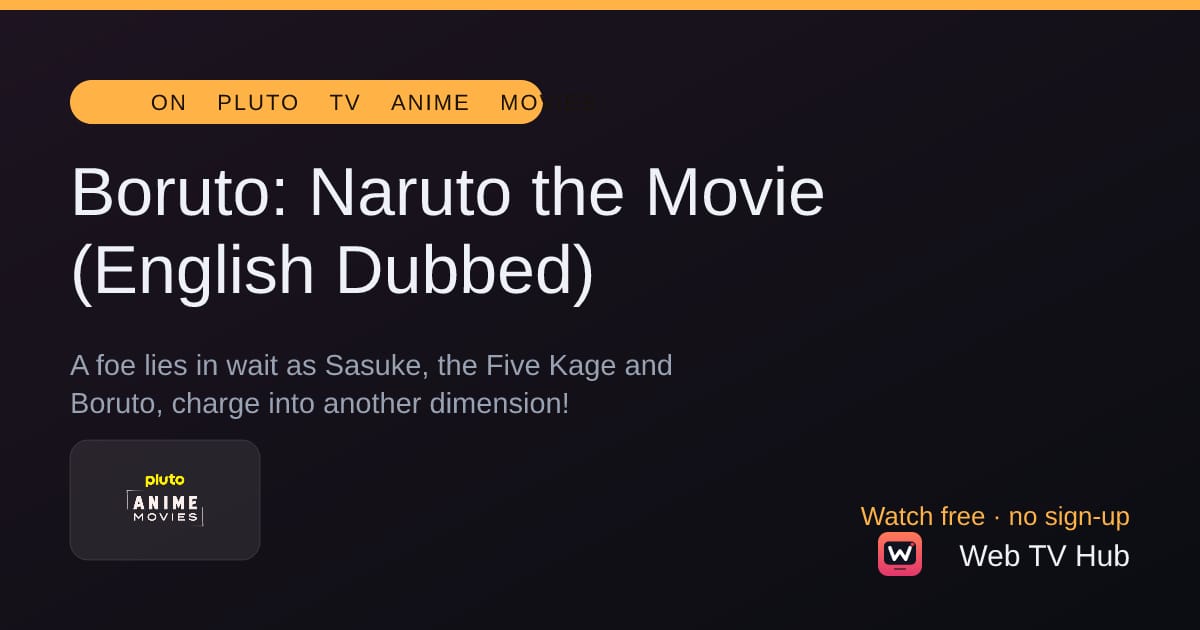 ON PLUTO TV ANIME MOVIES
Boruto: Naruto the Movie
(English Dubbed)
A foe lies in wait as Sasuke, the Five Kage and
Boruto, charge into another dimension!
pluto
ANIME
MOVIES
Watch free · no sign-up
W
Web TV Hub